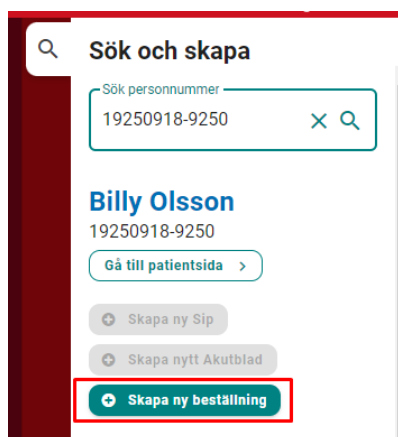 Sök och skapa
Sök personnummer
19250918-9250
Billy Olsson
19250918-9250
Gå till patientsida
Skapa ny Sip
Skapa nytt Akutblad
Skapa ny beställning